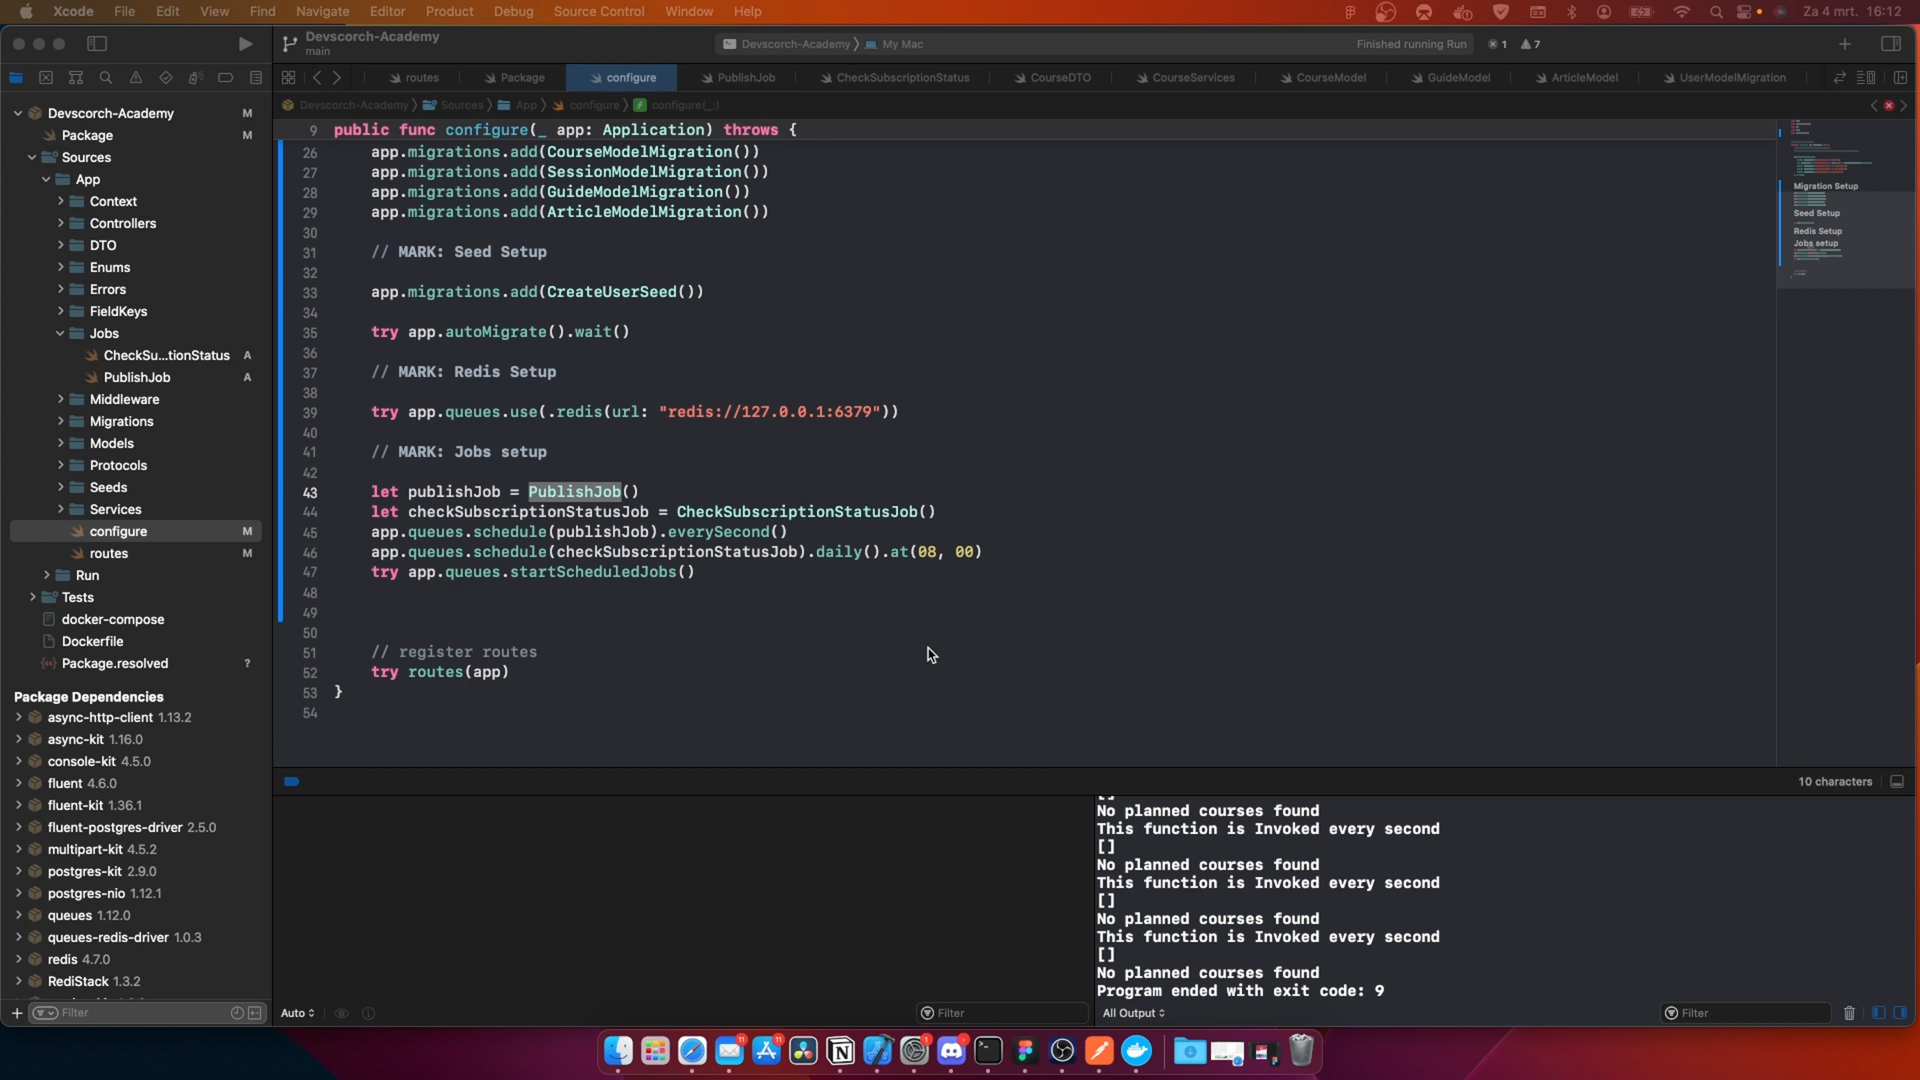 Xcode File Edit View Find Navigate Editor Product Debug Source Control Window Help
Za 4 mrt. 16:12
Devscorch-Academy
main
Devscorch-Academy My Mac
Finished running Run
1
7
routes Package configure PublishJob CheckSubscriptionStatus CourseDTO CourseServices CourseModel GuideModel ArticleModel UserModelMigration
Devscorch-Academy Sources App configure configure(_:)
Devscorch-Academy M
Package M
Sources
App
Context
Controllers
DTO
Enums
Errors
FieldKeys
Jobs
CheckSu...tionStatus A
PublishJob A
Middleware
Migrations
Models
Protocols
Seeds
Services
configure M
routes M
Run
Tests
docker-compose
Dockerfile
Package.resolved ?
Package Dependencies
async-http-client 1.13.2
async-kit 1.16.0
console-kit 4.5.0
fluent 4.6.0
fluent-kit 1.36.1
fluent-postgres-driver 2.5.0
multipart-kit 4.5.2
postgres-kit 2.9.0
postgres-nio 1.12.1
queues 1.12.0
queues-redis-driver 1.0.3
redis 4.7.0
RediStack 1.3.2
Filter
9 public func configure(_ app: Application) throws {
26 app.migrations.add(CourseModelMigration())
27 app.migrations.add(SessionModelMigration())
28 app.migrations.add(GuideModelMigration())
29 app.migrations.add(ArticleModelMigration())
30
31 // MARK: Seed Setup
32
33 app.migrations.add(CreateUserSeed())
34
35 try app.autoMigrate().wait()
36
37 // MARK: Redis Setup
38
39 try app.queues.use(.redis(url: "redis://127.0.0.1:6379"))
40
41 // MARK: Jobs setup
42
43 let publishJob = PublishJob()
44 let checkSubscriptionStatusJob = CheckSubscriptionStatusJob()
45 app.queues.schedule(publishJob).everySecond()
46 app.queues.schedule(checkSubscriptionStatusJob).daily().at(08, 00)
47 try app.queues.startScheduledJobs()
48
49
50
51 // register routes
52 try routes(app)
53 }
54
Migration Setup
Seed Setup
Redis Setup
Jobs setup
10 characters
[]
No planned courses found
This function is Invoked every second
[]
No planned courses found
This function is Invoked every second
[]
No planned courses found
This function is Invoked every second
[]
No planned courses found
Program ended with exit code: 9
Auto
Filter
All Output
Filter
11
11
1